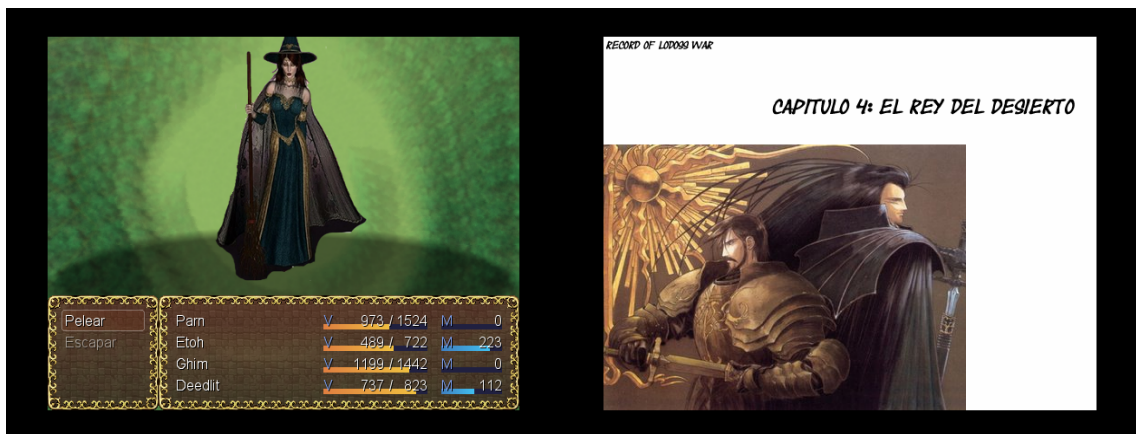 Pelear
Escapar
Parn V 973 / 1524 M 0
Etoh V 489 / 722 M 223
Ghim V 1199 / 1442 M 0
Deedlit V 737 / 823 M 112
RECORD OF LODOSS WAR
CAPITULO 4: EL REY DEL DESIERTO